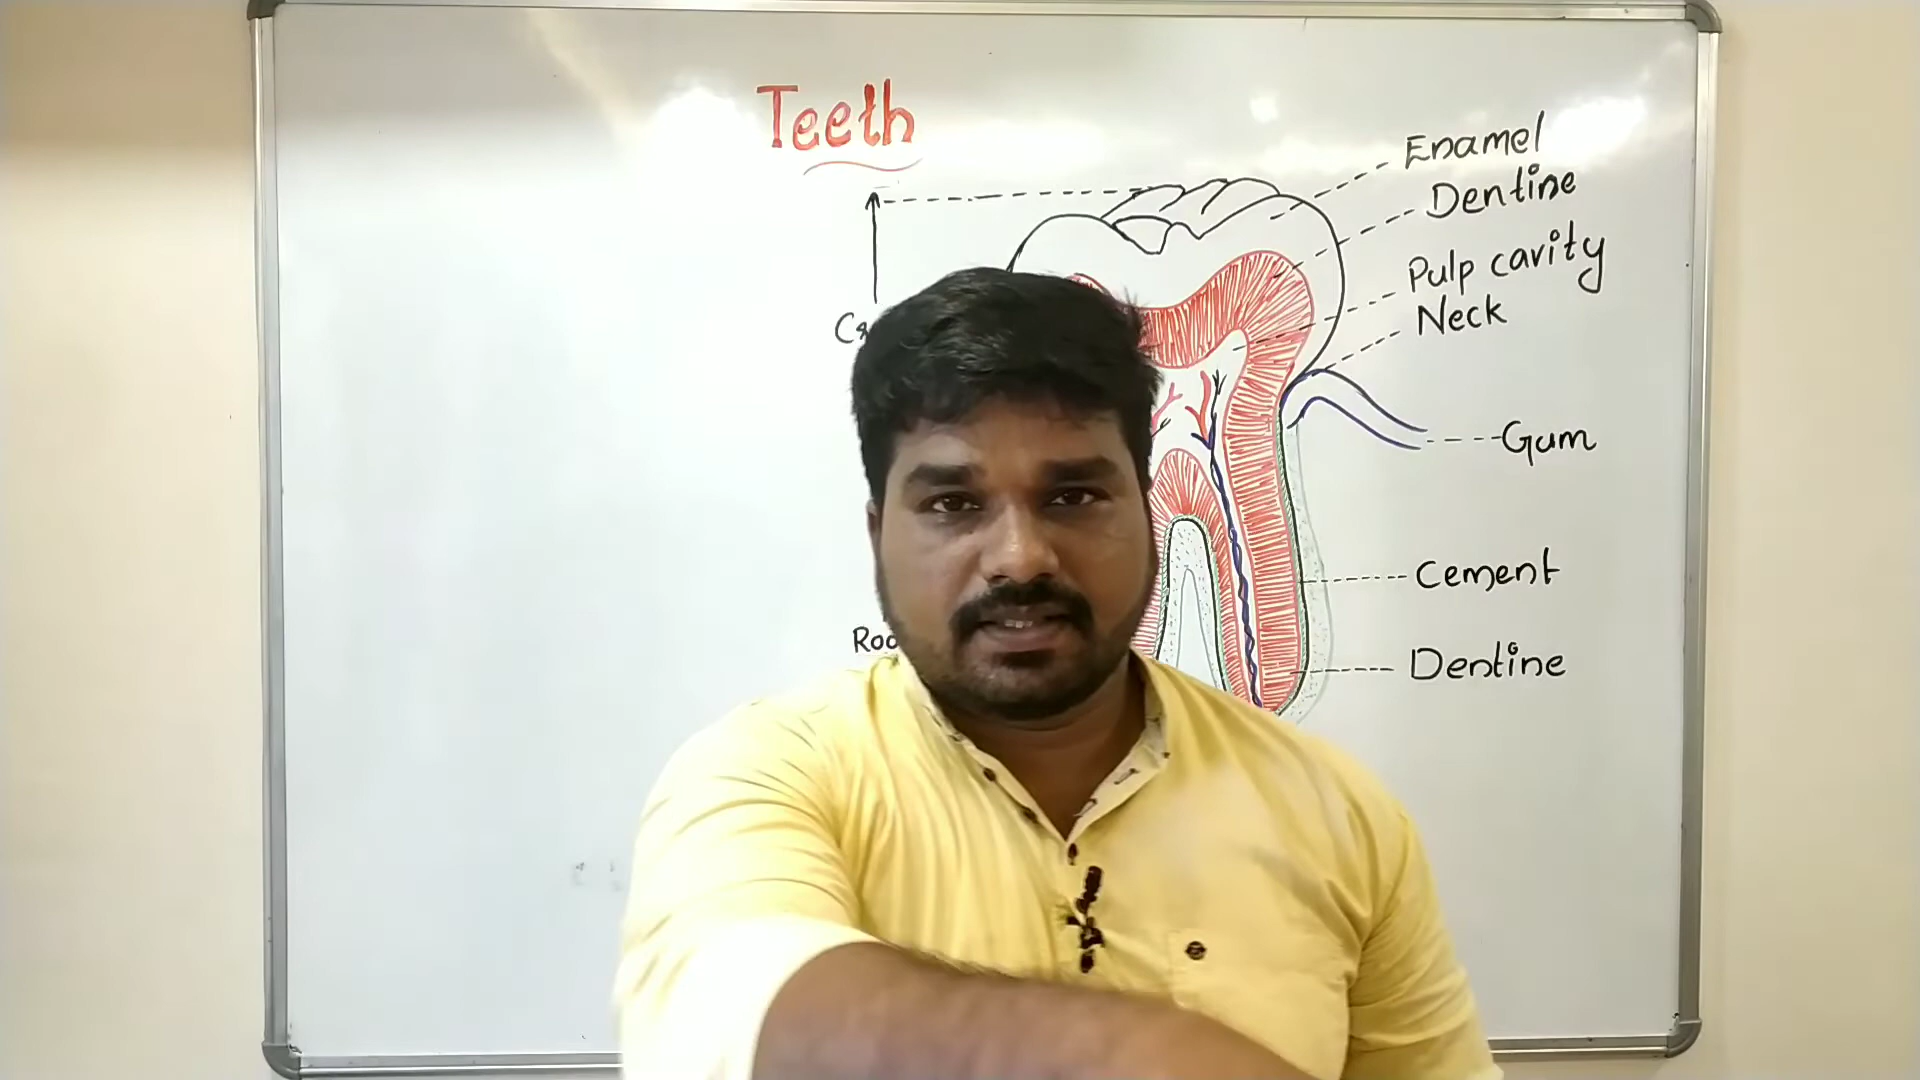 Teeth
Enamel
Dentine
Pulp cavity
Neck
Gum
Cement
Dentine